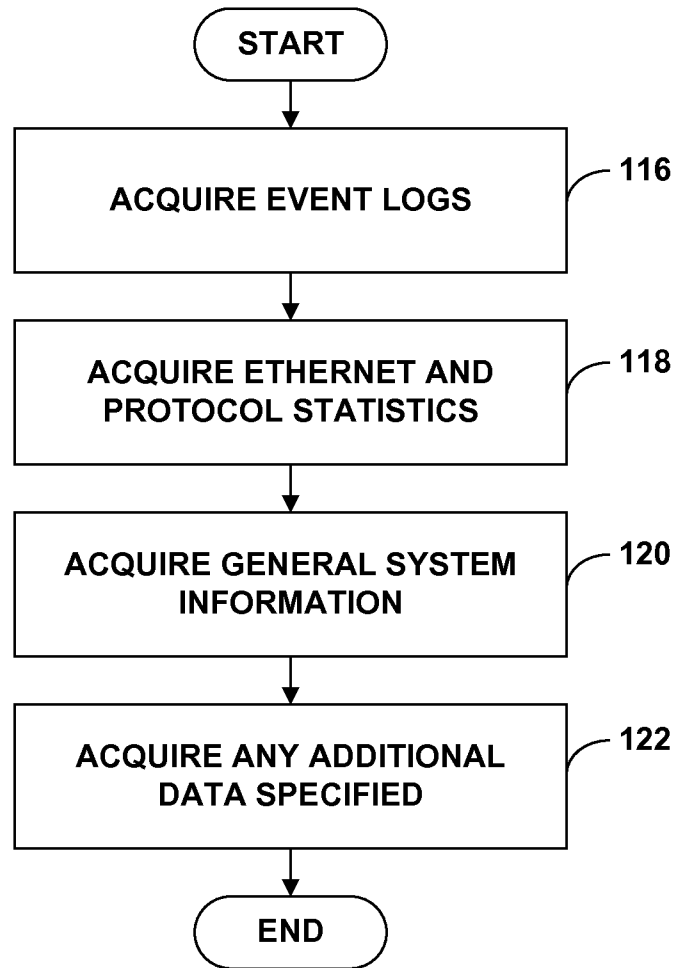 START
ACQUIRE EVENT LOGS
116
ACQUIRE ETHERNET AND
PROTOCOL STATISTICS
118
ACQUIRE GENERAL SYSTEM
INFORMATION
120
ACQUIRE ANY ADDITIONAL
DATA SPECIFIED
122
END